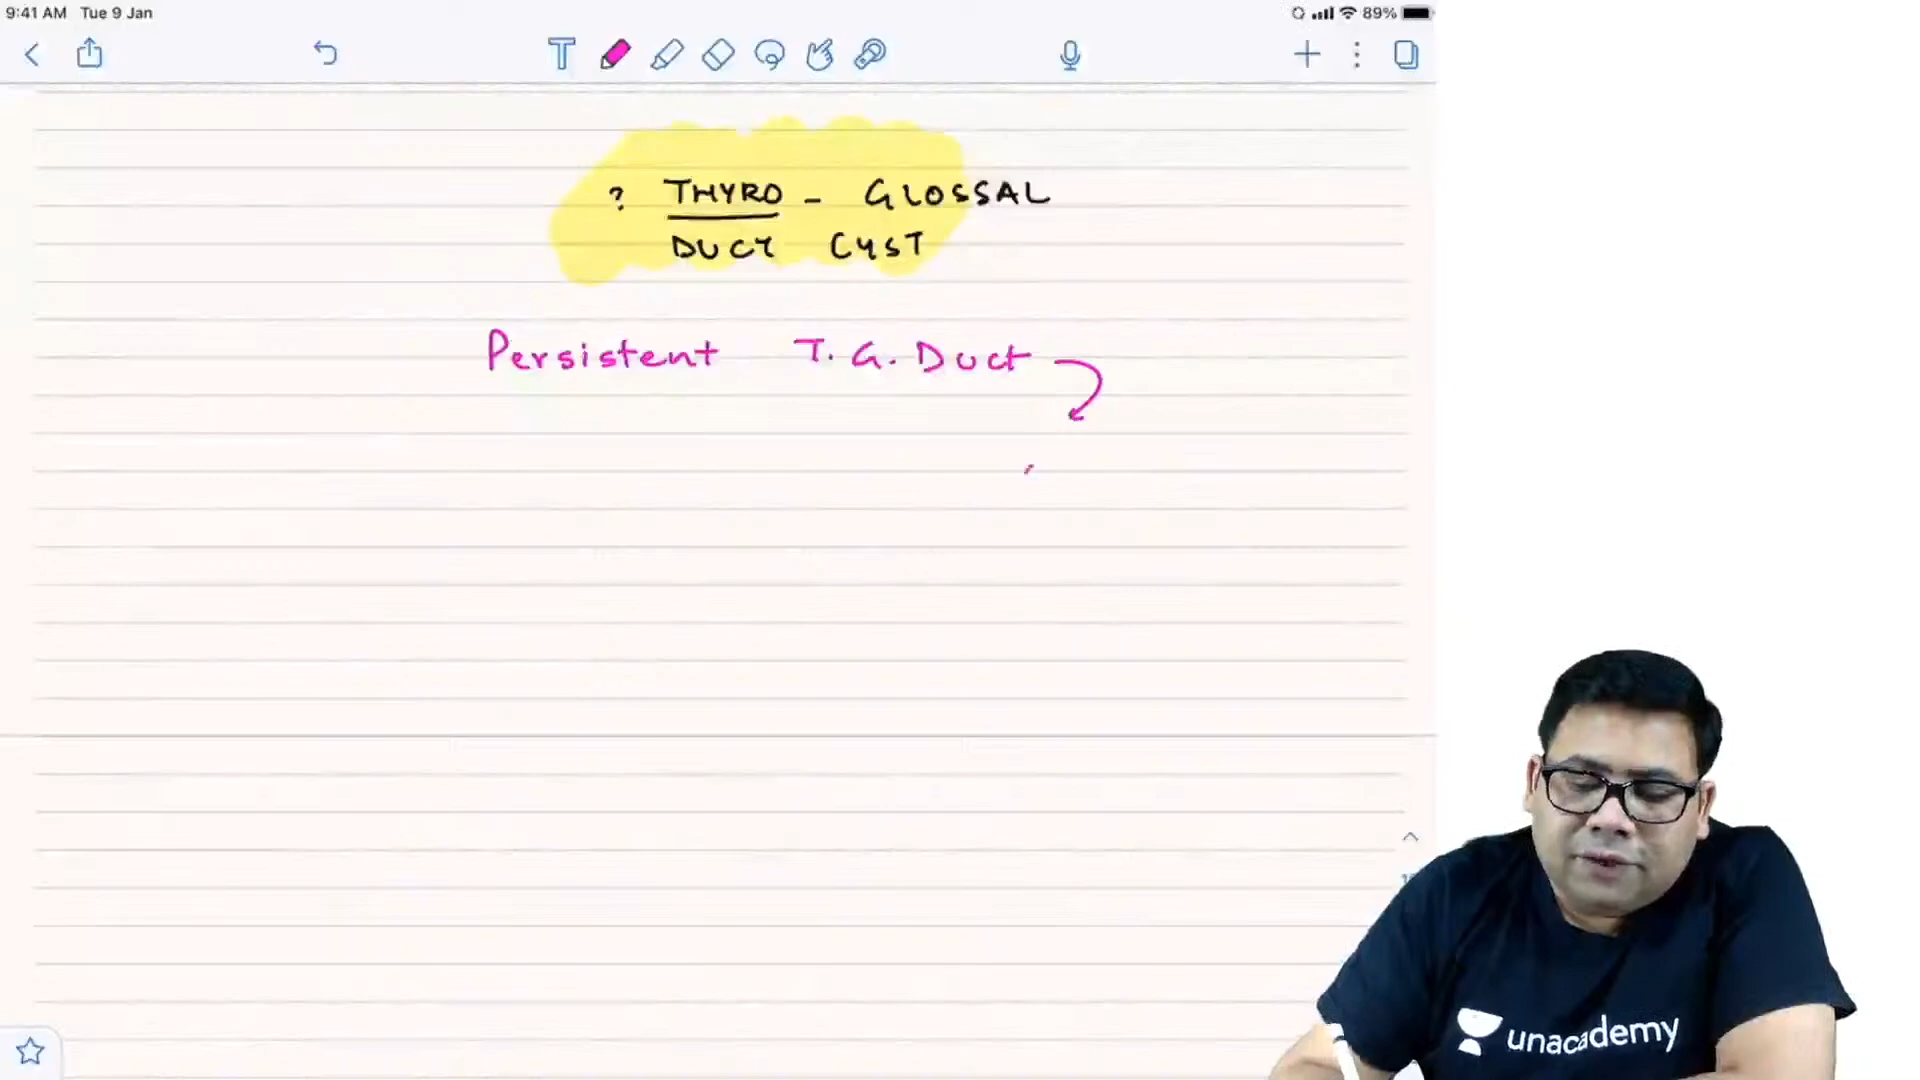 9:41 AM Tue 9 Jan
89%
? THYRO - GLOSSAL
DUCT CYST
Persistent T. G. Duct
unacademy